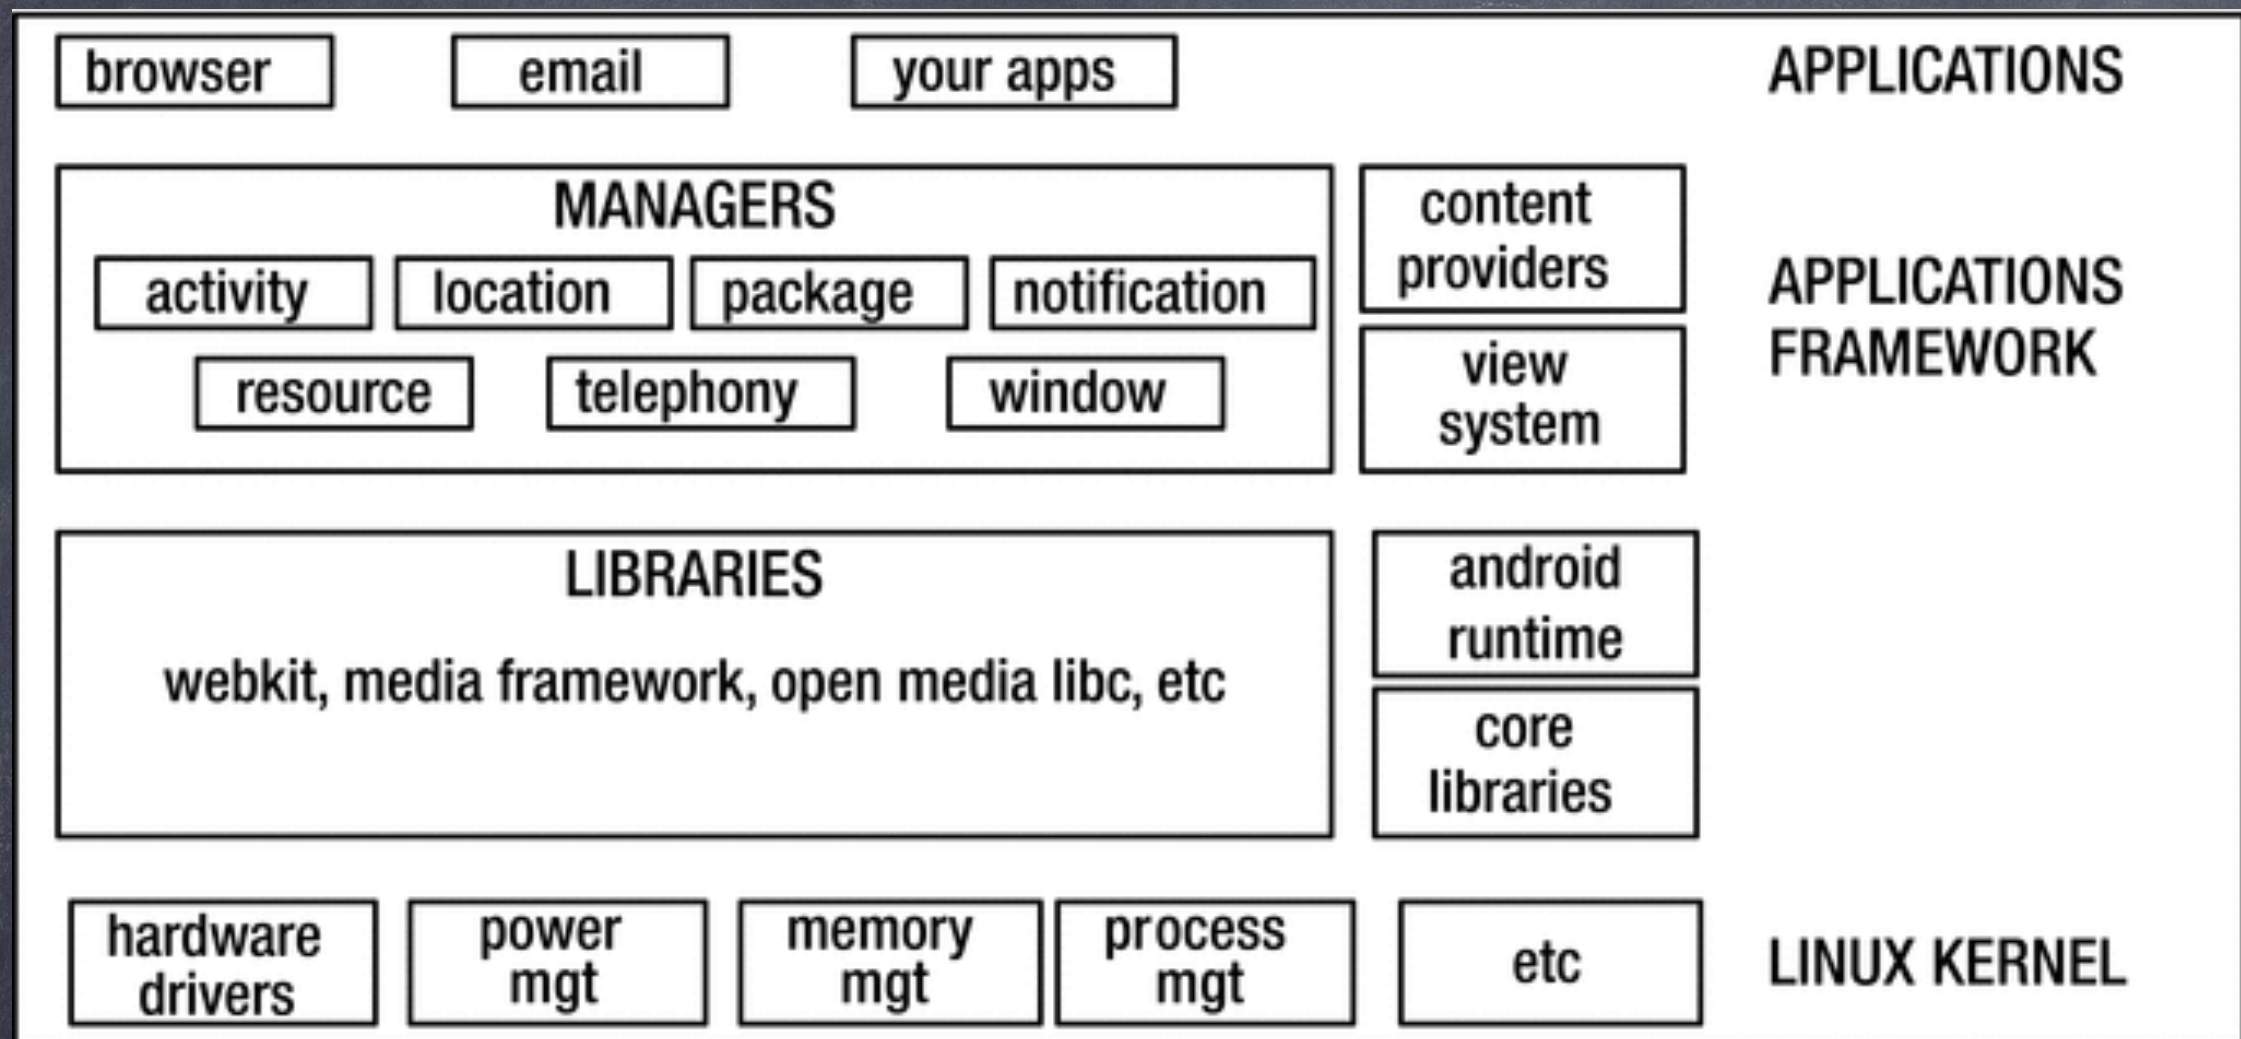 browser email your apps APPLICATIONS
MANAGERS
activity location package notification
resource telephony window
content
providers
view
system
APPLICATIONS
FRAMEWORK
LIBRARIES
webkit, media framework, open media libc, etc
android
runtime
core
libraries
hardware
drivers
power
mgt
memory
mgt
process
mgt
etc
LINUX KERNEL